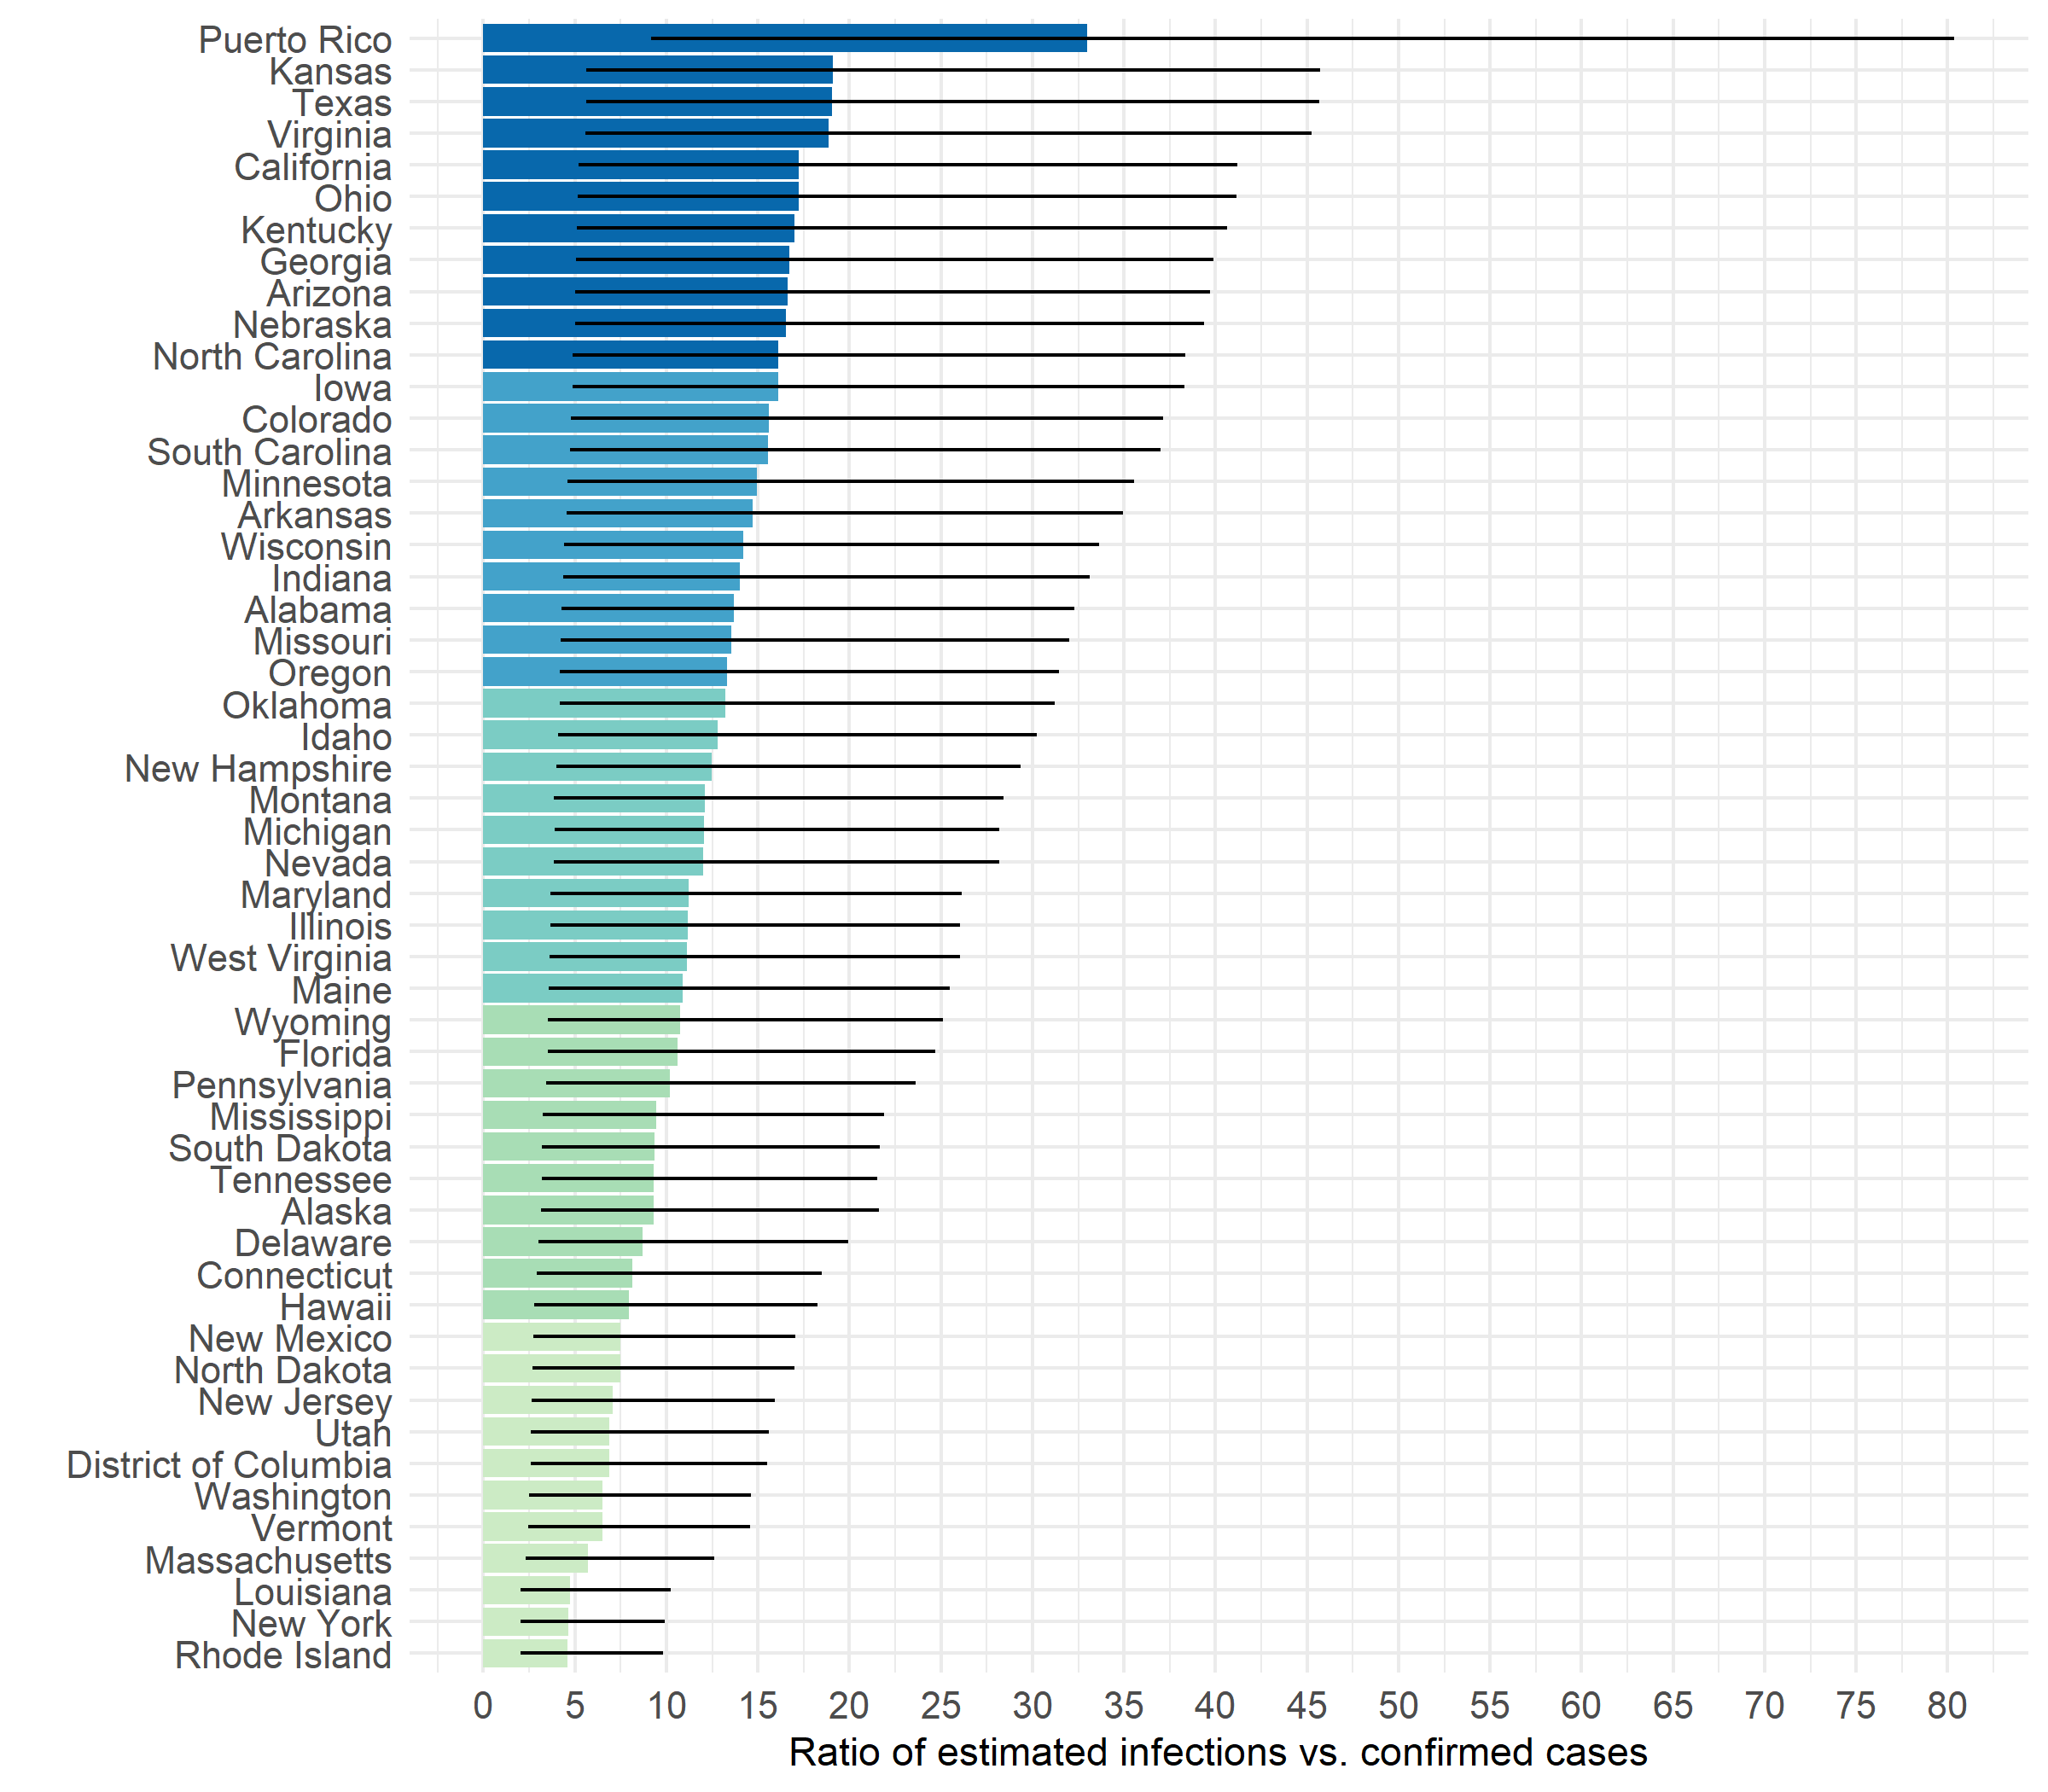 Puerto Rico
Kansas
Texas
Virginia
California
Ohio
Kentucky
Georgia
Arizona
Nebraska
North Carolina
Iowa
Colorado
South Carolina
Minnesota
Arkansas
Wisconsin
Indiana
Alabama
Missouri
Oregon
Oklahoma
Idaho
New Hampshire
Montana
Michigan
Nevada
Maryland
Illinois
West Virginia
Maine
Wyoming
Florida
Pennsylvania
Mississippi
South Dakota
Tennessee
Alaska
Delaware
Connecticut
Hawaii
New Mexico
North Dakota
New Jersey
Utah
District of Columbia
Washington
Vermont
Massachusetts
Louisiana
New York
Rhode Island
0 5 10 15 20 25 30 35 40 45 50 55 60 65 70 75 80
Ratio of estimated infections vs. confirmed cases